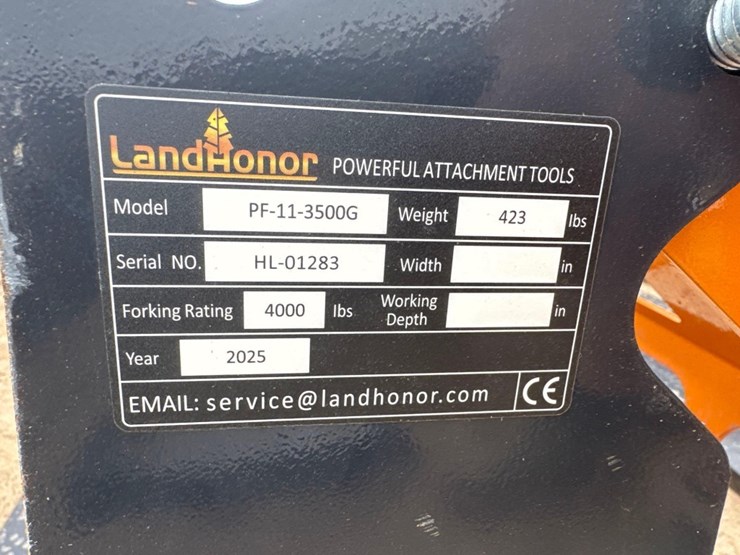 LandHonor POWERFUL ATTACHMENT TOOLS
Model PF-11-3500G Weight 423 lbs
Serial NO. HL-01283 Width in
Forking Rating 4000 lbs Working Depth in
Year 2025
EMAIL: service@landhonor.com CE